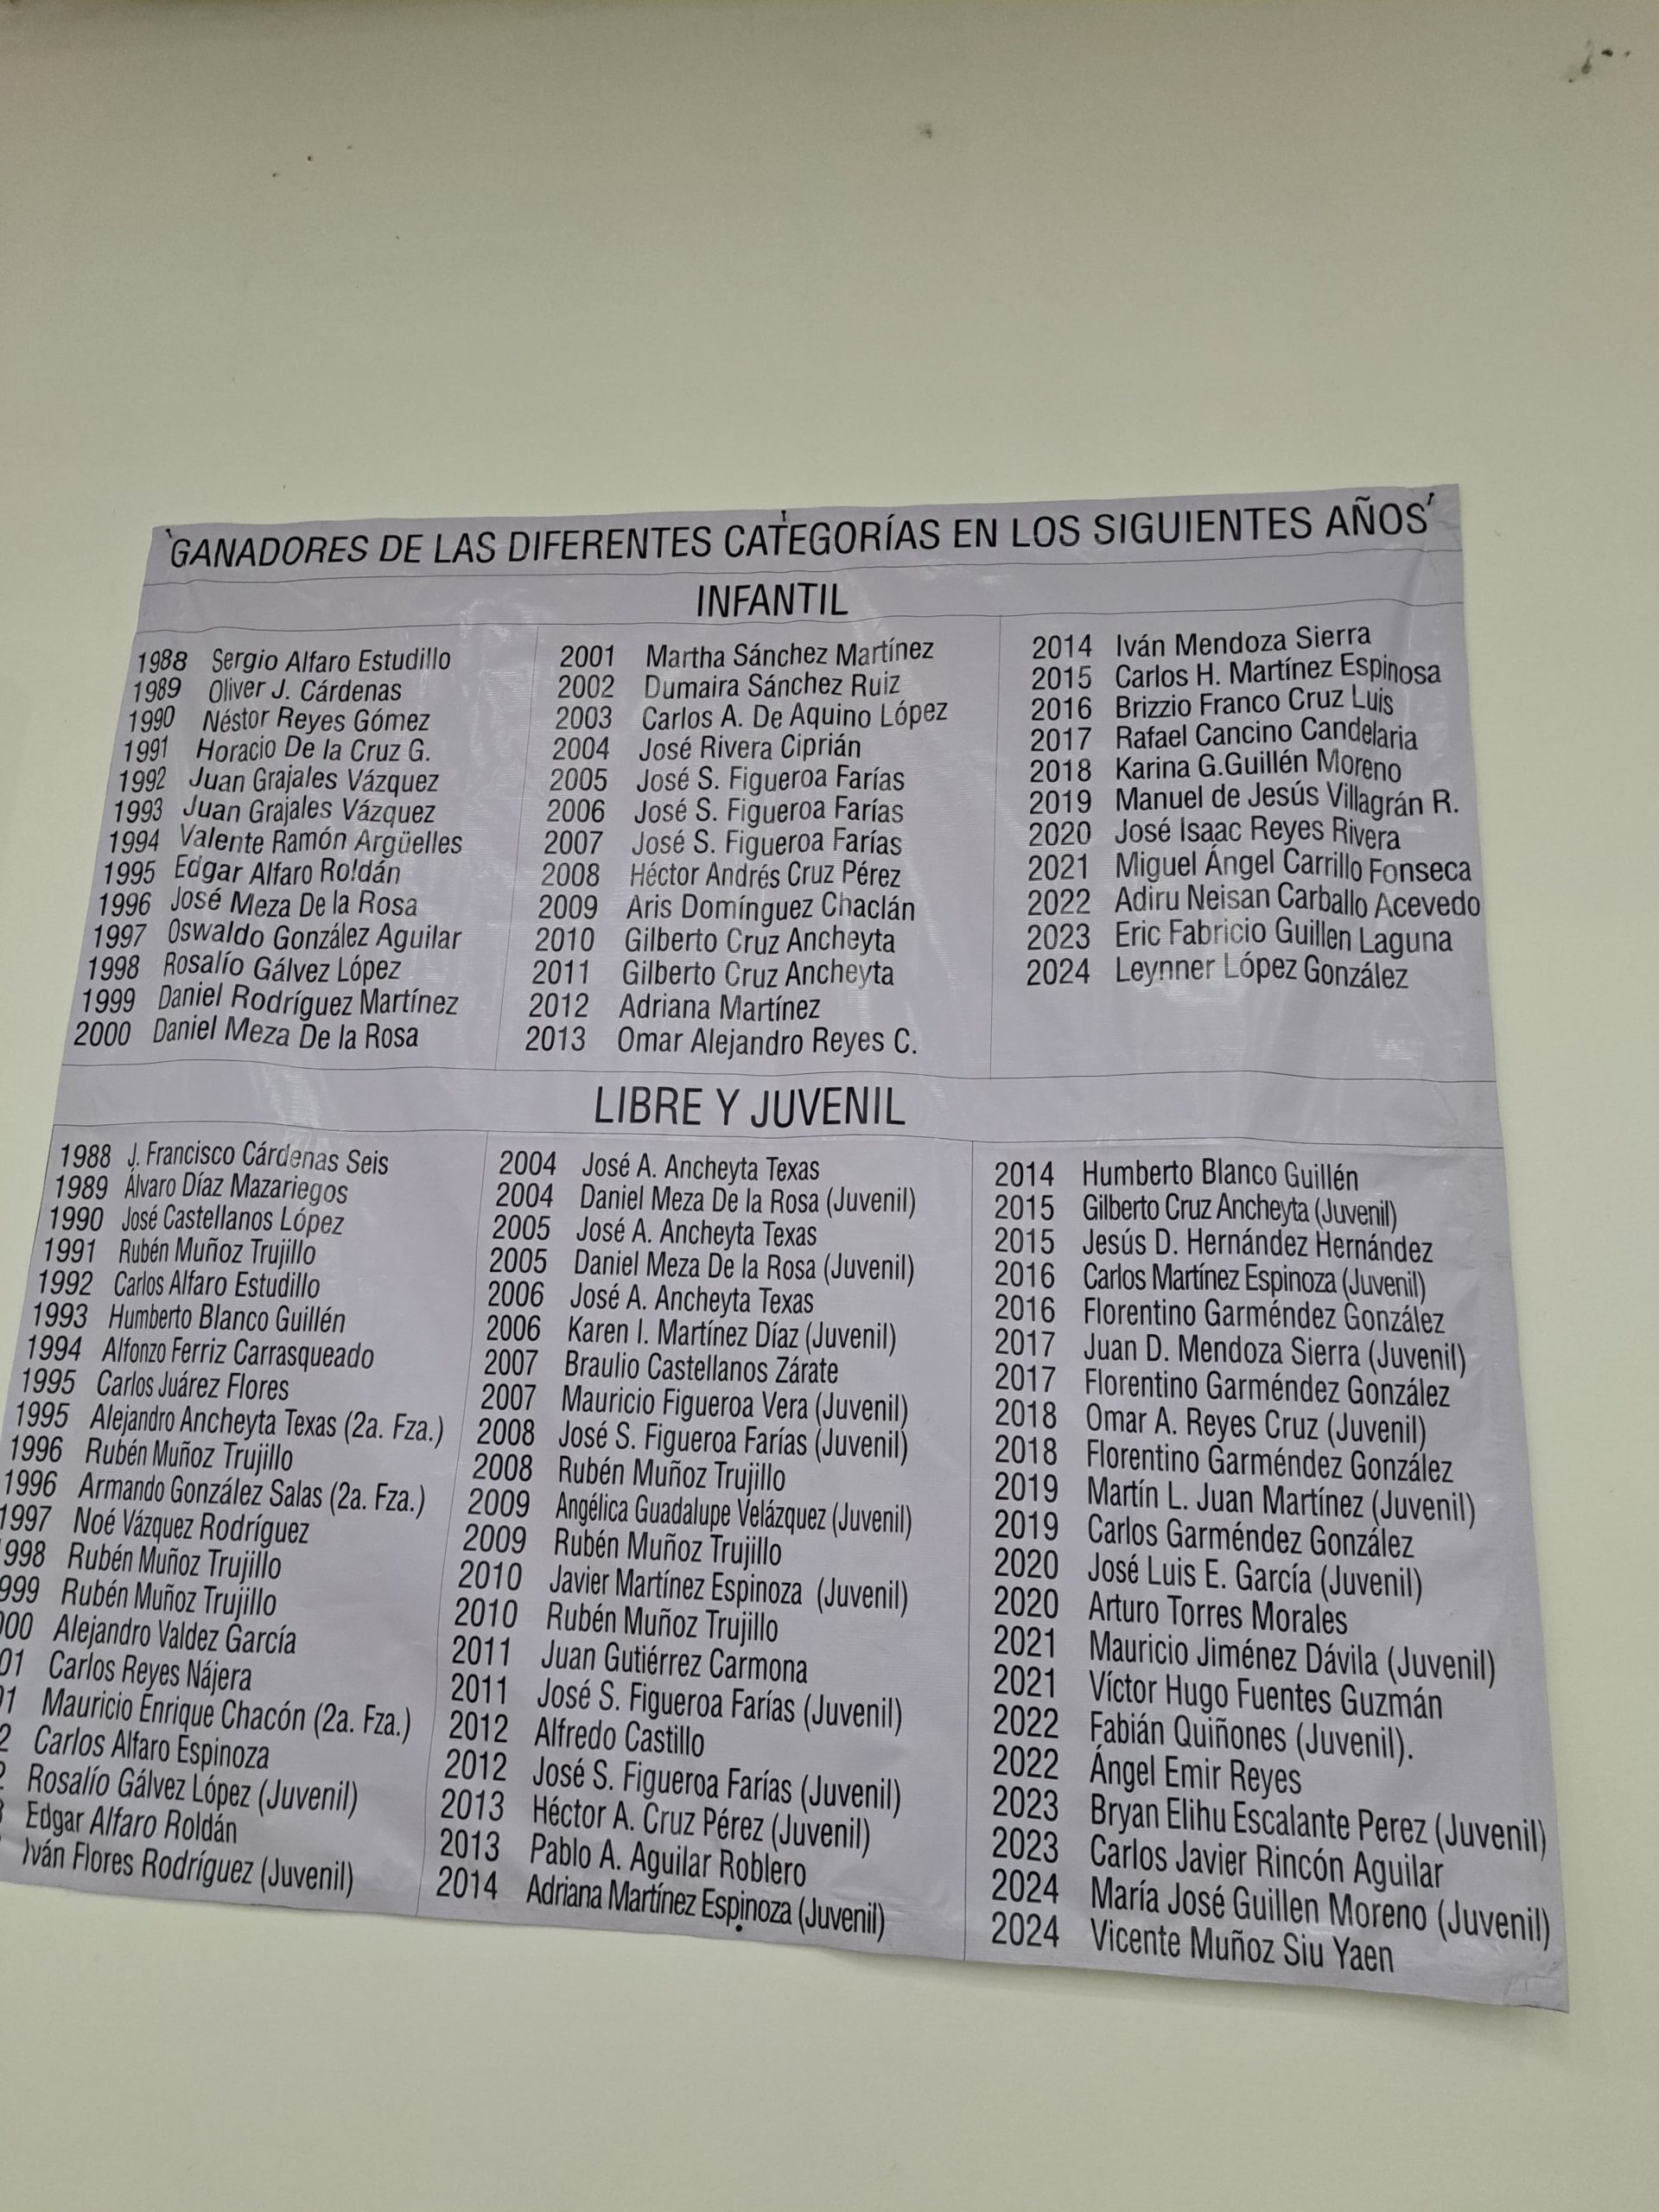 GANADORES DE LAS DIFERENTES CATEGORÍAS EN LOS SIGUIENTES AÑOS
INFANTIL
1988 Sergio Alfaro Estudillo
1989 Oliver J. Cárdenas
1990 Néstor Reyes Gómez
1991 Horacio De la Cruz G.
1992 Juan Grajales Vázquez
1993 Juan Grajales Vázquez
1994 Valente Ramón Argüelles
1995 Edgar Alfaro Roldán
1996 José Meza De la Rosa
1997 Oswaldo González Aguilar
1998 Rosalío Gálvez López
1999 Daniel Rodríguez Martínez
2000 Daniel Meza De la Rosa
2001 Martha Sánchez Martínez
2002 Dumaira Sánchez Ruiz
2003 Carlos A. De Aquino López
2004 José Rivera Ciprián
2005 José S. Figueroa Farías
2006 José S. Figueroa Farías
2007 José S. Figueroa Farías
2008 Héctor Andrés Cruz Pérez
2009 Aris Domínguez Chaclán
2010 Gilberto Cruz Ancheyta
2011 Gilberto Cruz Ancheyta
2012 Adriana Martínez
2013 Omar Alejandro Reyes C.
2014 Iván Mendoza Sierra
2015 Carlos H. Martínez Espinosa
2016 Brizzio Franco Cruz Luis
2017 Rafael Cancino Candelaria
2018 Karina G.Guillén Moreno
2019 Manuel de Jesús Villagrán R.
2020 José Isaac Reyes Rivera
2021 Miguel Ángel Carrillo Fonseca
2022 Adiru Neisan Carballo Acevedo
2023 Eric Fabricio Guillen Laguna
2024 Leynner López González
LIBRE Y JUVENIL
1988 J. Francisco Cárdenas Seis
1989 Álvaro Díaz Mazariegos
1990 José Castellanos López
1991 Rubén Muñoz Trujillo
1992 Carlos Alfaro Estudillo
1993 Humberto Blanco Guillén
1994 Alfonzo Ferriz Carrasqueado
1995 Carlos Juárez Flores
1995 Alejandro Ancheyta Texas (2a. Fza.)
1996 Rubén Muñoz Trujillo
1996 Armando González Salas (2a. Fza.)
1997 Noé Vázquez Rodríguez
998 Rubén Muñoz Trujillo
999 Rubén Muñoz Trujillo
00 Alejandro Valdez García
01 Carlos Reyes Nájera
1 Mauricio Enrique Chacón (2a. Fza.)
2 Carlos Alfaro Espinoza
Rosalío Gálvez López (Juvenil)
Edgar Alfaro Roldán
Iván Flores Rodríguez (Juvenil)
2004 José A. Ancheyta Texas
2004 Daniel Meza De la Rosa (Juvenil)
2005 José A. Ancheyta Texas
2005 Daniel Meza De la Rosa (Juvenil)
2006 José A. Ancheyta Texas
2006 Karen I. Martínez Díaz (Juvenil)
2007 Braulio Castellanos Zárate
2007 Mauricio Figueroa Vera (Juvenil)
2008 José S. Figueroa Farías (Juvenil)
2008 Rubén Muñoz Trujillo
2009 Angélica Guadalupe Velázquez (Juvenil)
2009 Rubén Muñoz Trujillo
2010 Javier Martínez Espinoza (Juvenil)
2010 Rubén Muñoz Trujillo
2011 Juan Gutiérrez Carmona
2011 José S. Figueroa Farías (Juvenil)
2012 Alfredo Castillo
2012 José S. Figueroa Farías (Juvenil)
2013 Héctor A. Cruz Pérez (Juvenil)
2013 Pablo A. Aguilar Roblero
2014 Adriana Martínez Espinoza (Juvenil)
2014 Humberto Blanco Guillén
2015 Gilberto Cruz Ancheyta (Juvenil)
2015 Jesús D. Hernández Hernández
2016 Carlos Martínez Espinoza (Juvenil)
2016 Florentino Garméndez González
2017 Juan D. Mendoza Sierra (Juvenil)
2017 Florentino Garméndez González
2018 Omar A. Reyes Cruz (Juvenil)
2018 Florentino Garméndez González
2019 Martín L. Juan Martínez (Juvenil)
2019 Carlos Garméndez González
2020 José Luis E. García (Juvenil)
2020 Arturo Torres Morales
2021 Mauricio Jiménez Dávila (Juvenil)
2021 Víctor Hugo Fuentes Guzmán
2022 Fabián Quiñones (Juvenil).
2022 Ángel Emir Reyes
2023 Bryan Elihu Escalante Perez (Juvenil)
2023 Carlos Javier Rincón Aguilar
2024 María José Guillen Moreno (Juvenil)
2024 Vicente Muñoz Siu Yaen